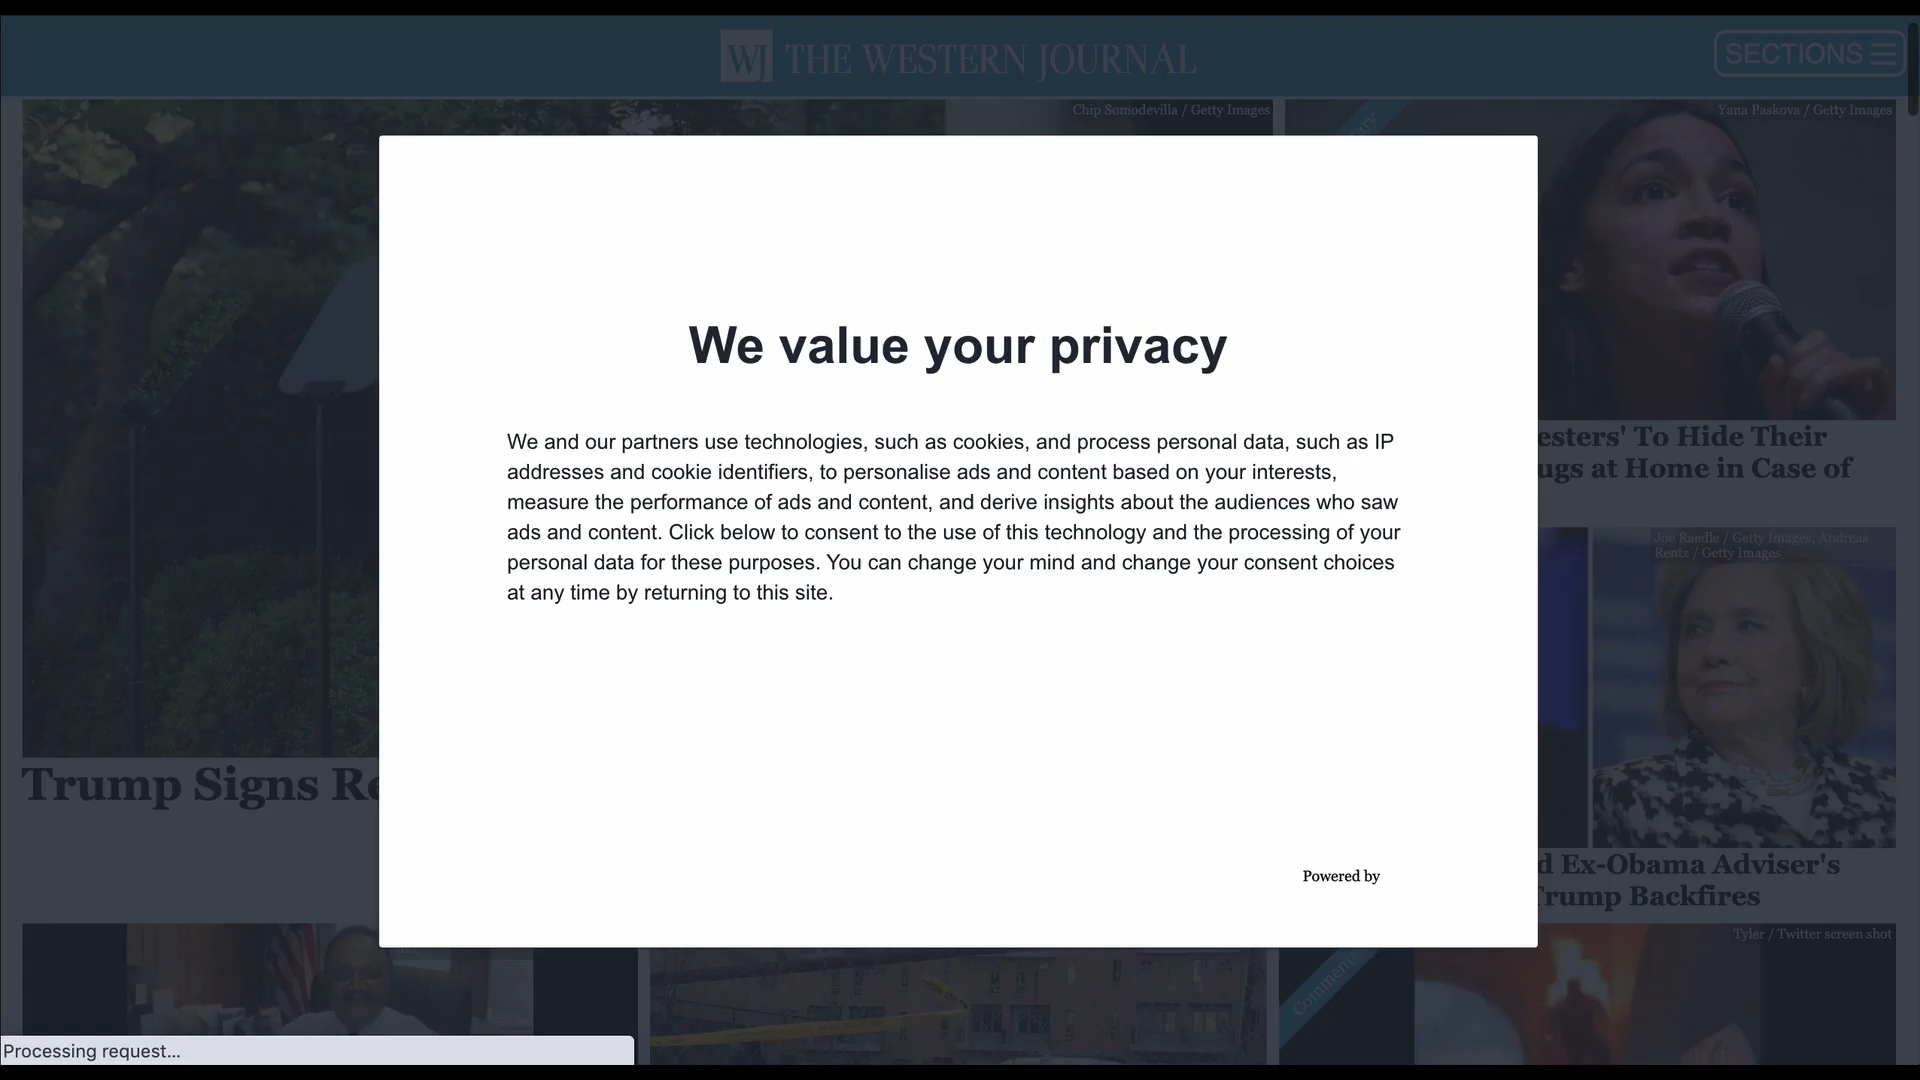 WJ THE WESTERN JOURNAL
SECTIONS
Chip Somodevilla / Getty Images
Yana Paskova / Getty Images
We value your privacy
We and our partners use technologies, such as cookies, and process personal data, such as IP
addresses and cookie identifiers, to personalise ads and content based on your interests,
measure the performance of ads and content, and derive insights about the audiences who saw
ads and content. Click below to consent to the use of this technology and the processing of your
personal data for these purposes. You can change your mind and change your consent choices
at any time by returning to this site.
Powered by
esters' To Hide Their
ugs at Home in Case of
Joe Raedle / Getty Images, Andreas
Rentz / Getty Images
Trump Signs Re
d Ex-Obama Adviser's
Trump Backfires
Tyler / Twitter screen shot
Processing request...